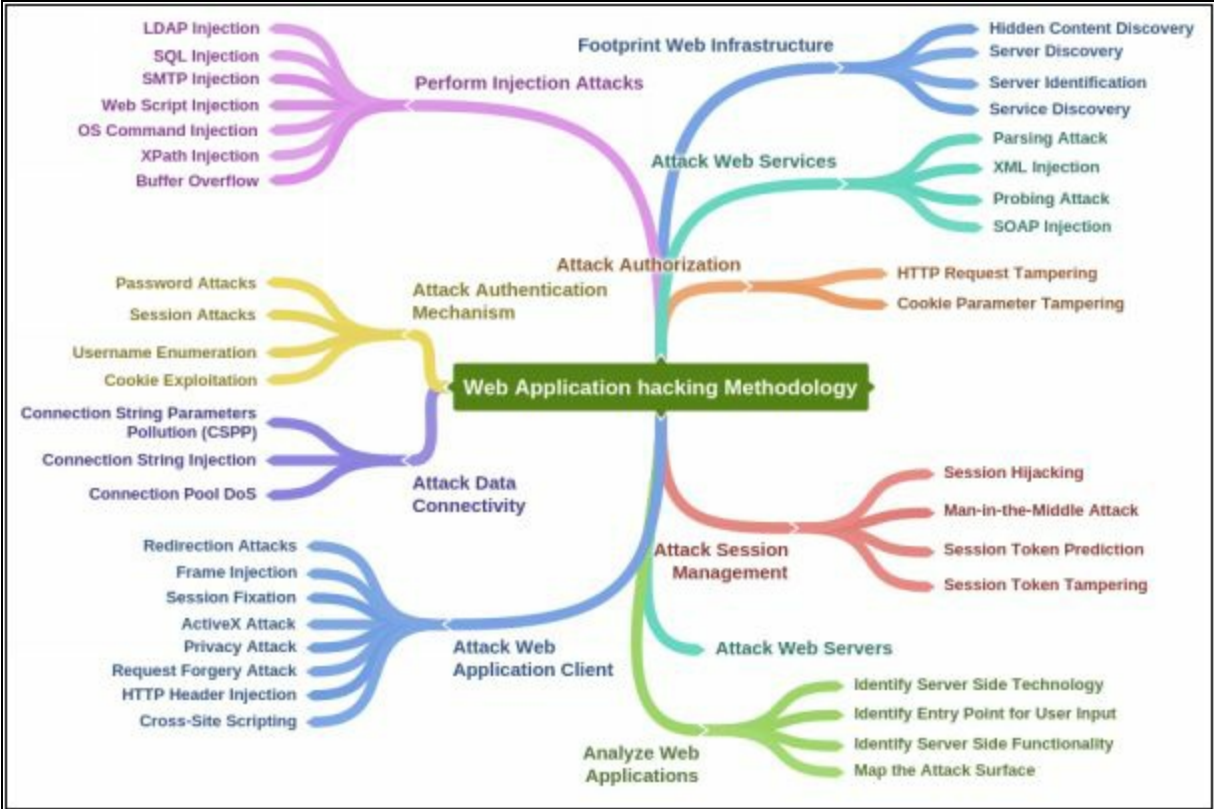 LDAP Injection
SQL Injection
SMTP Injection
Web Script Injection
OS Command Injection
XPath Injection
Buffer Overflow
Perform Injection Attacks
Footprint Web Infrastructure
Hidden Content Discovery
Server Discovery
Server Identification
Service Discovery
Attack Web Services
Parsing Attack
XML Injection
Probing Attack
SOAP Injection
Attack Authorization
HTTP Request Tampering
Cookie Parameter Tampering
Password Attacks
Session Attacks
Username Enumeration
Cookie Exploitation
Attack Authentication
Mechanism
Web Application hacking Methodology
Connection String Parameters
Pollution (CSPP)
Connection String Injection
Connection Pool DoS
Attack Data
Connectivity
Session Hijacking
Man-in-the-Middle Attack
Session Token Prediction
Session Token Tampering
Attack Session
Management
Redirection Attacks
Frame Injection
Session Fixation
ActiveX Attack
Privacy Attack
Request Forgery Attack
HTTP Header Injection
Cross-Site Scripting
Attack Web
Application Client
Attack Web Servers
Identify Server Side Technology
Identify Entry Point for User Input
Identify Server Side Functionality
Map the Attack Surface
Analyze Web
Applications